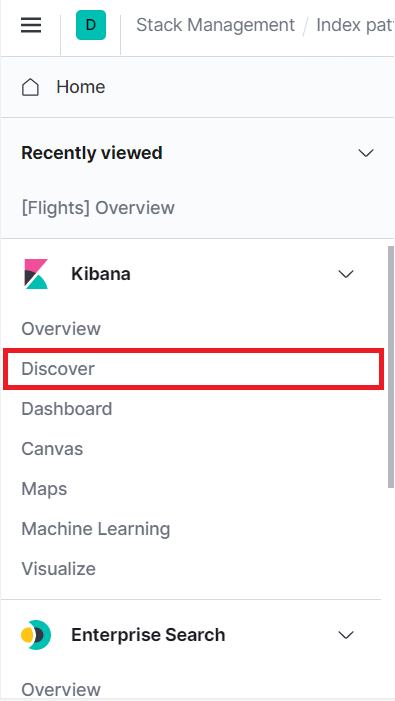 D Stack Management / Index pat
Home
Recently viewed
[Flights] Overview
Kibana
Overview
Discover
Dashboard
Canvas
Maps
Machine Learning
Visualize
Enterprise Search
Overview